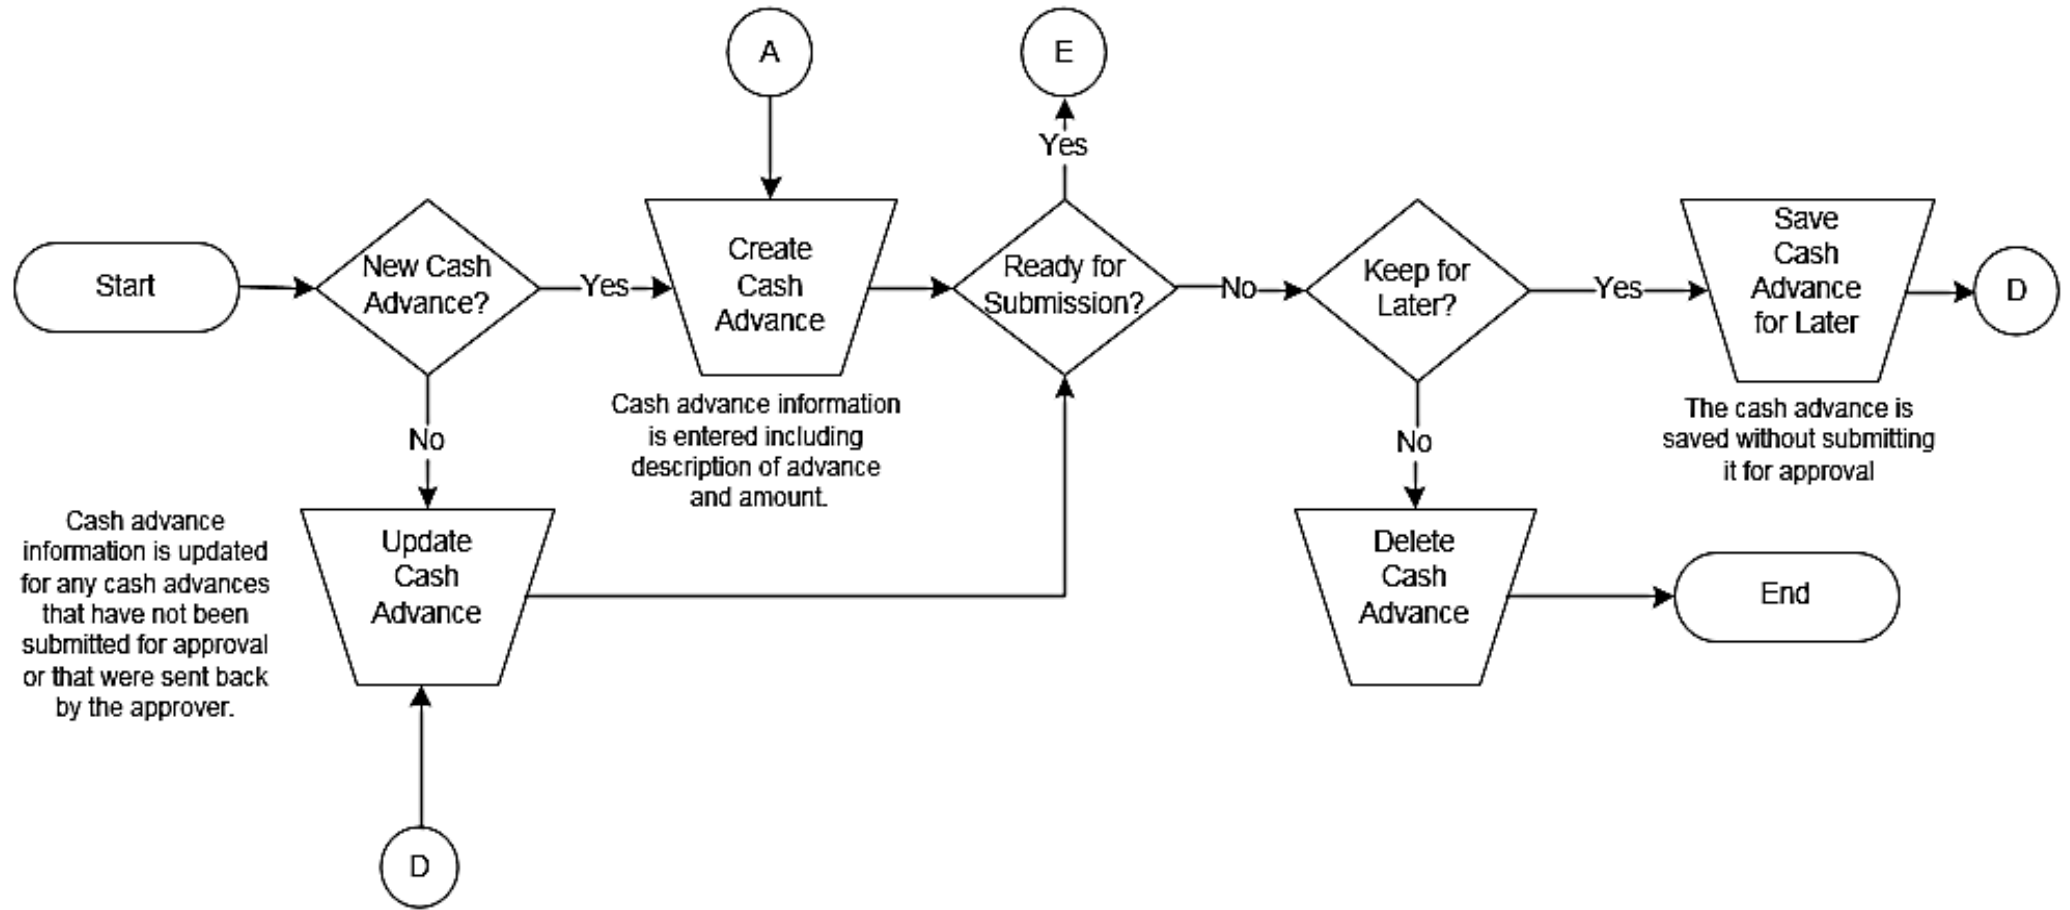 A
E
Yes
Start
New Cash
Advance?
Yes
Create
Cash
Advance
Ready for
Submission?
No
Keep for
Later?
Yes
Save
Cash
Advance
for Later
D
Cash advance information
is entered including
description of advance
and amount.
The cash advance is
saved without submitting
it for approval
No
No
Cash advance
information is updated
for any cash advances
that have not been
submitted for approval
or that were sent back
by the approver.
Update
Cash
Advance
Delete
Cash
Advance
End
D